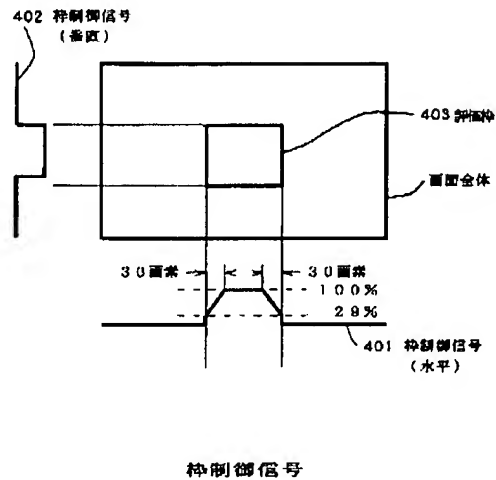 402 枠制御信号
(垂直)
403 評価枠
画面全体
30画素
30画素
100%
29%
401 枠制御信号
(水平)
枠制御信号